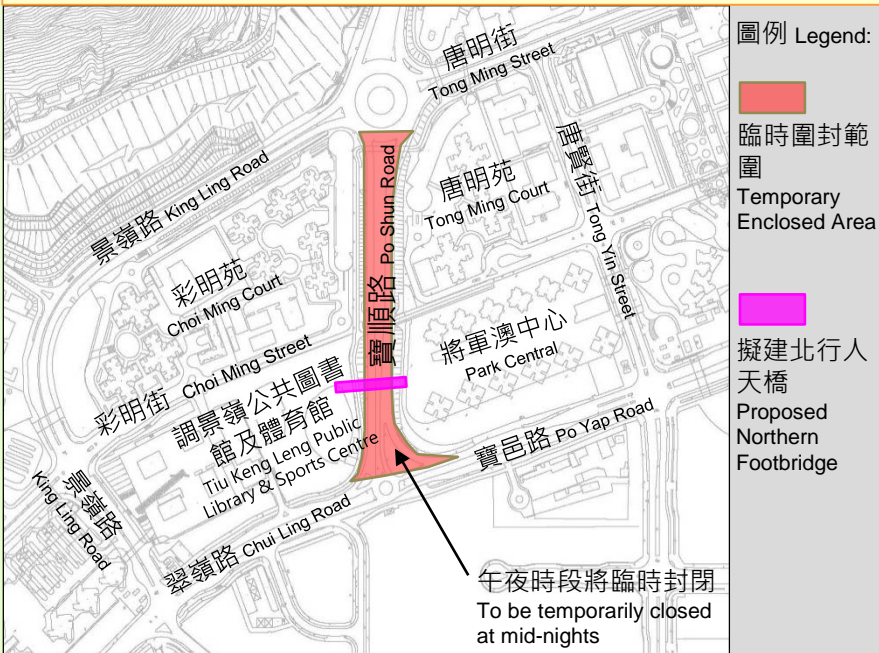 唐明街
Tong Ming Street
景嶺路 King Ling Road
唐明苑
Tong Ming Court
唐賢街 Tong Yin Street
寶順路 Po Shun Road
彩明苑
Choi Ming Court
將軍澳中心
Park Central
彩明街 Choi Ming Street
調景嶺公共圖書
館及體育館
Tiu Keng Leng Public
Library & Sports Centre
寶邑路 Po Yap Road
景嶺路
King Ling Road
翠嶺路 Chui Ling Road
午夜時段將臨時封閉
To be temporarily closed
at mid-nights
圖例 Legend:
臨時圍封範
圍
Temporary
Enclosed Area
擬建北行人
天橋
Proposed
Northern
Footbridge